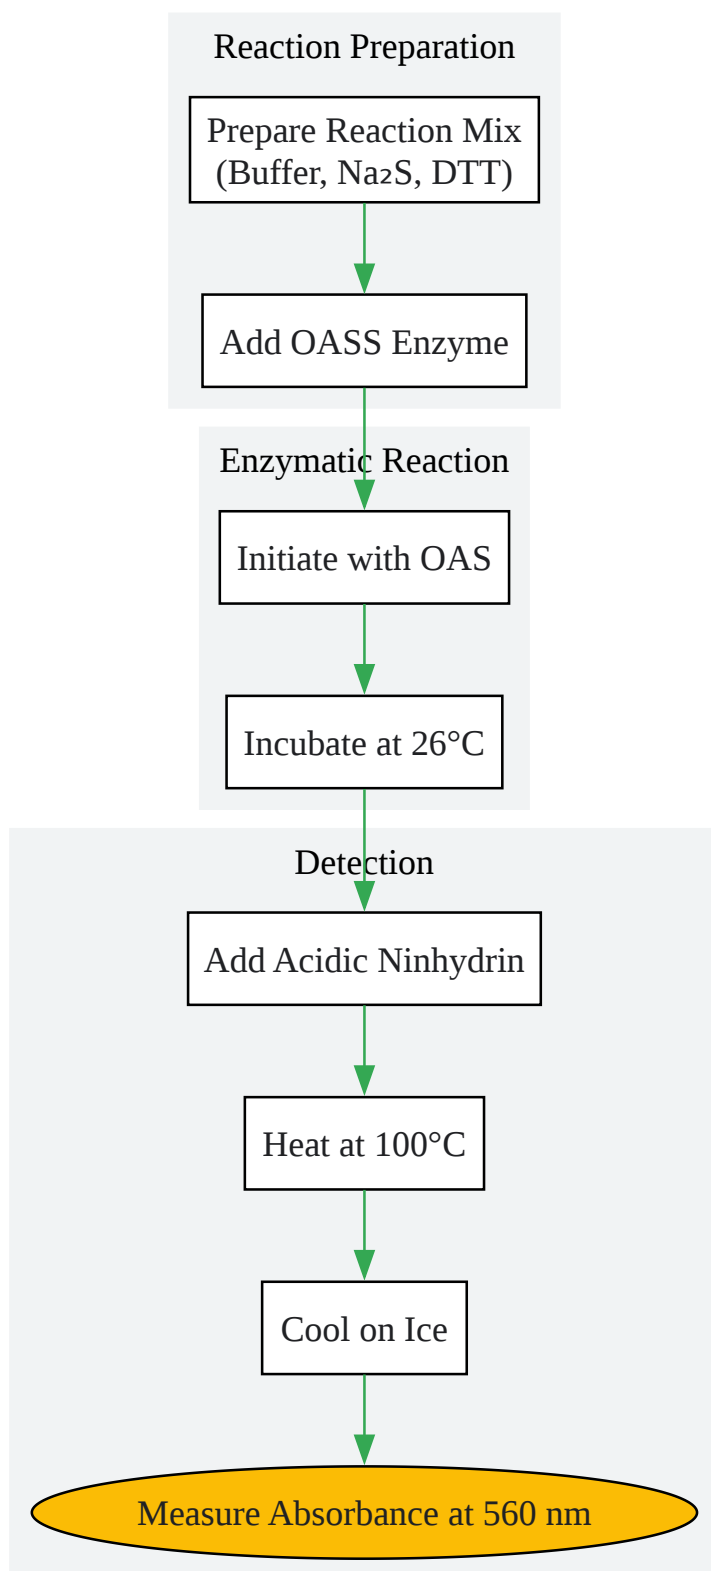 Reaction Preparation
Prepare Reaction Mix
(Buffer, Na₂S, DTT)
Add OASS Enzyme
Enzymatic Reaction
Initiate with OAS
Incubate at 26°C
Detection
Add Acidic Ninhydrin
Heat at 100°C
Cool on Ice
Measure Absorbance at 560 nm